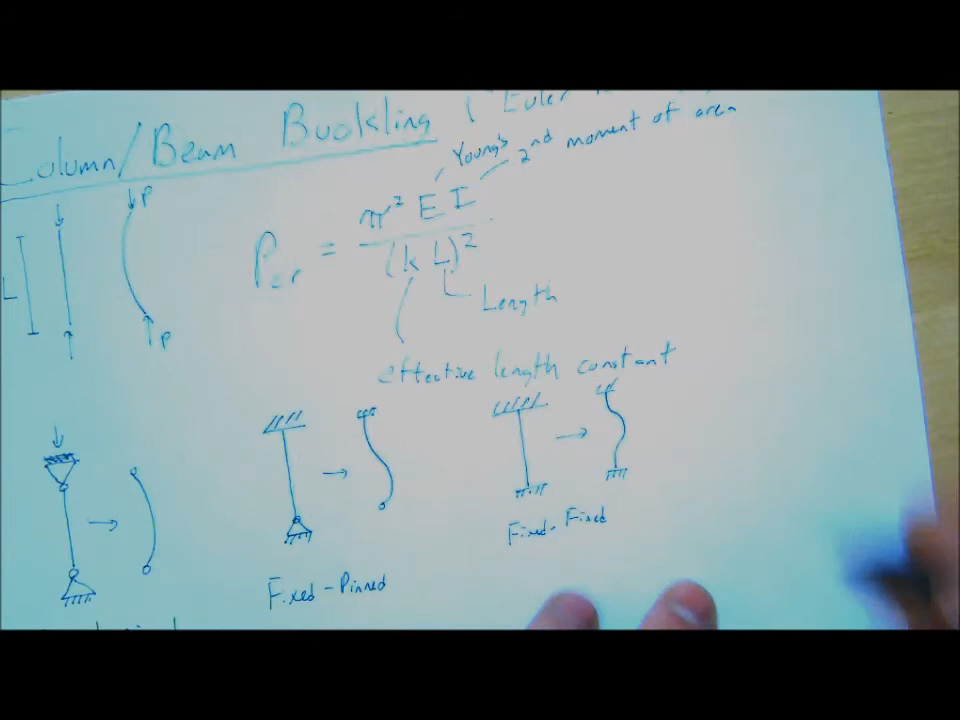 Column/Beam Buckling ( Euler
Young's
2nd moment of area
P
Pcr = π² E I / (k L)²
L
Length
P
effective length constant
Fixed-Fixed
Fixed-Pinned